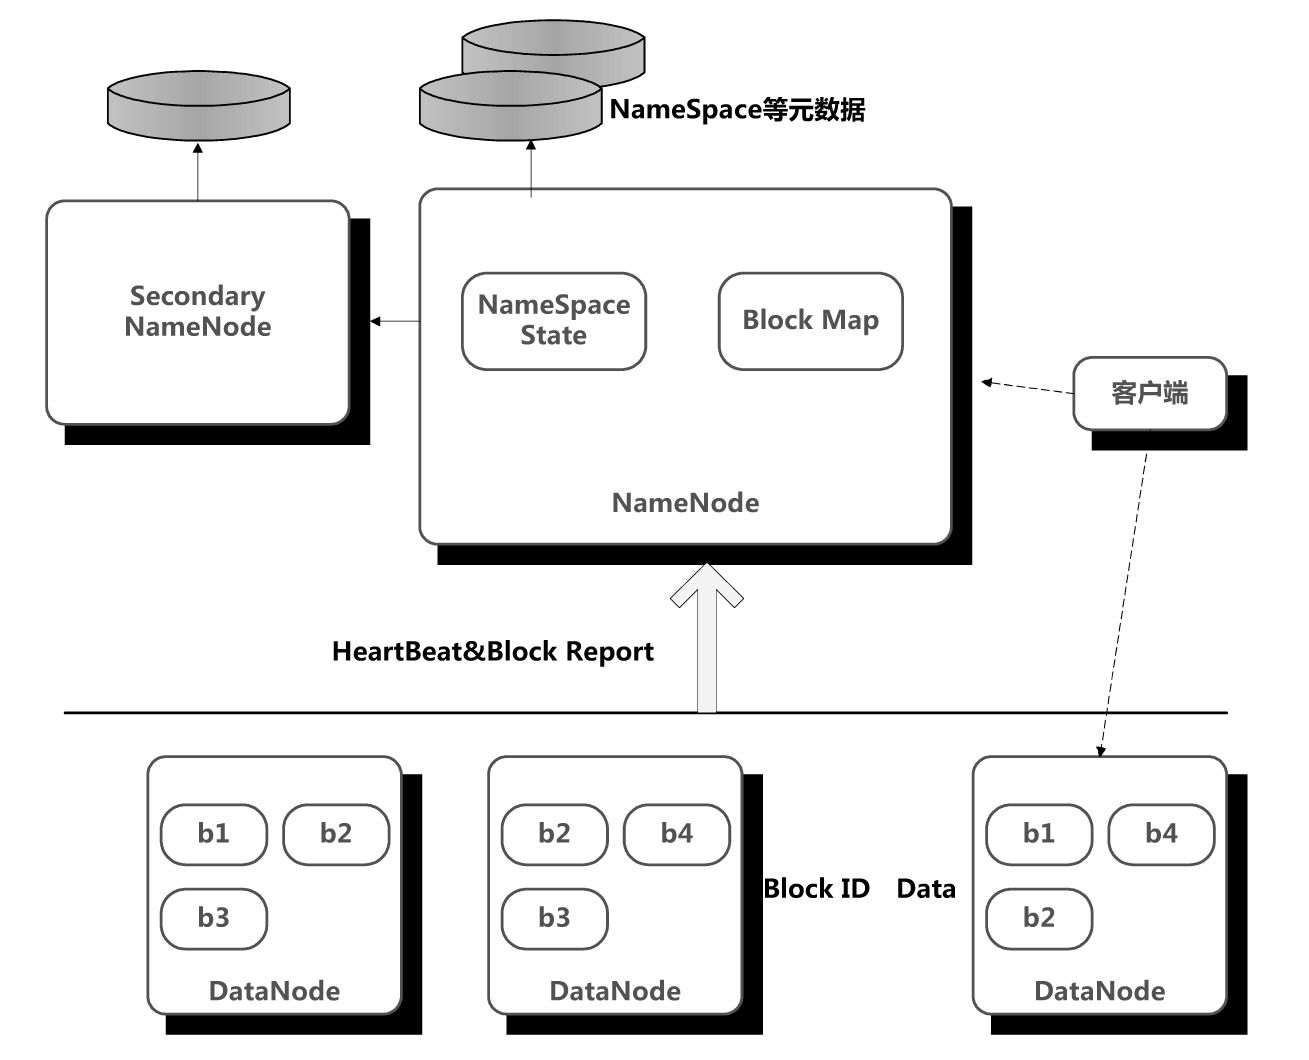 NameSpace等元数据
Secondary
NameNode
NameSpace
State
Block Map
客户端
NameNode
HeartBeat&Block Report
b1
b2
b3
DataNode
b2
b4
b3
DataNode
Block ID Data
b1
b4
b2
DataNode